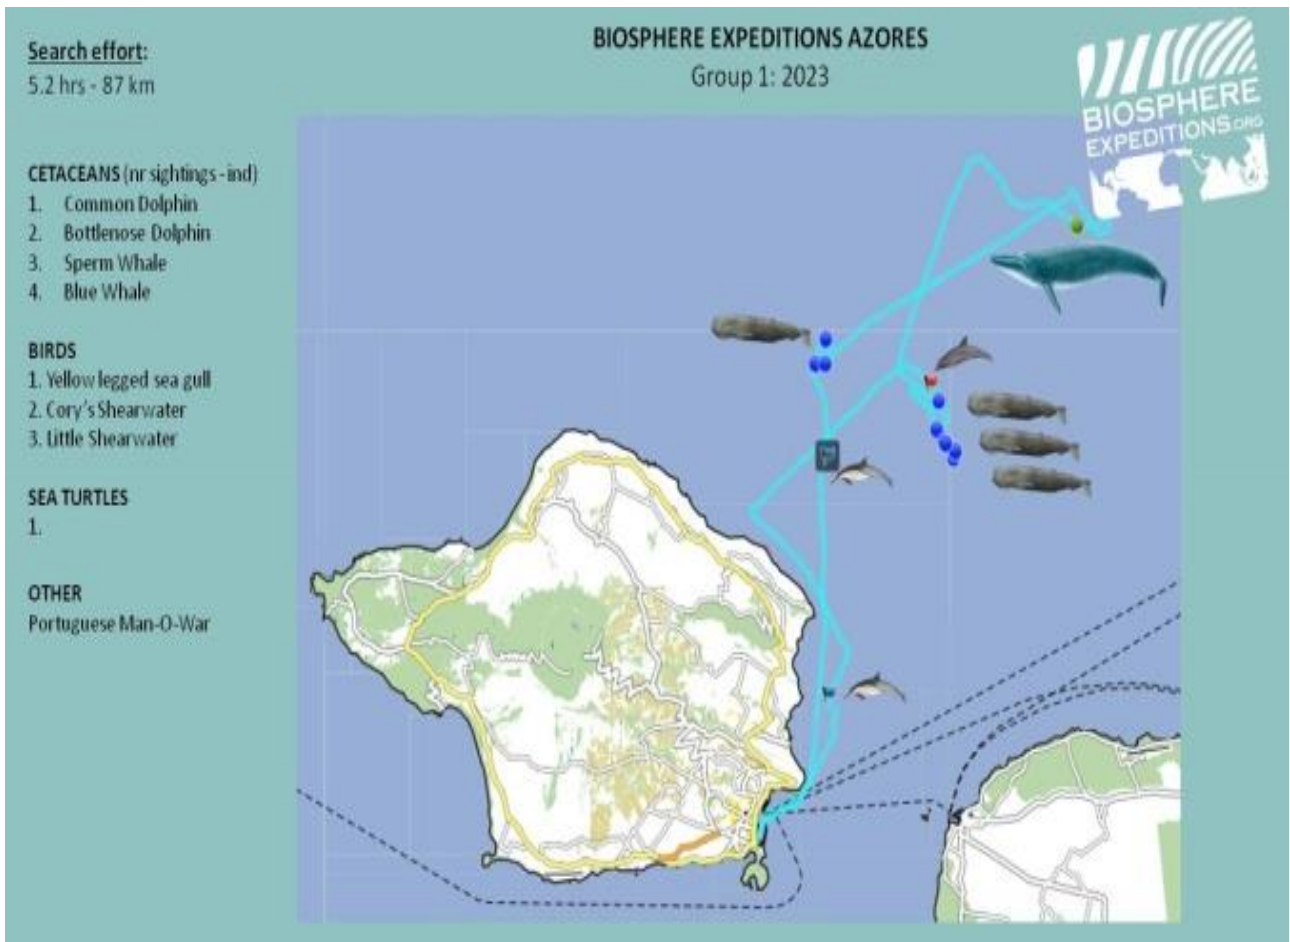 Search effort:
5.2 hrs - 87 km
BIOSPHERE EXPEDITIONS AZORES
Group 1: 2023
BIOSPHERE
EXPEDITIONS.ORG
CETACEANS (nr sightings - ind)
1. Common Dolphin
2. Bottlenose Dolphin
3. Sperm Whale
4. Blue Whale
BIRDS
1. Yellow legged sea gull
2. Cory's Shearwater
3. Little Shearwater
SEA TURTLES
1.
OTHER
Portuguese Man-O-War